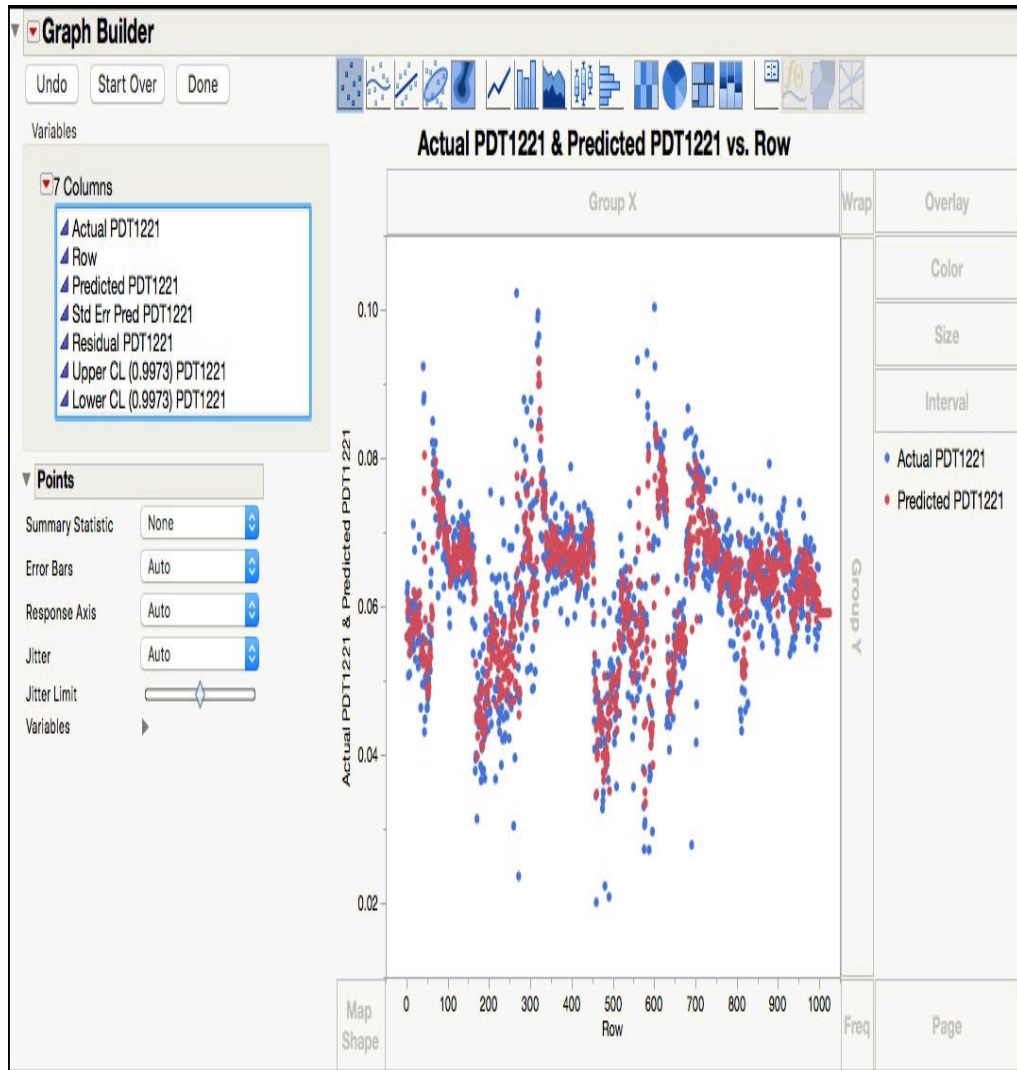 Graph Builder
Undo
Start Over
Done
Variables
7 Columns
Actual PDT1221
Row
Predicted PDT1221
Std Err Pred PDT1221
Residual PDT1221
Upper CL (0.9973) PDT1221
Lower CL (0.9973) PDT1221
Points
Summary Statistic
None
Error Bars
Auto
Response Axis
Auto
Jitter
Auto
Jitter Limit
Variables
Actual PDT1221 & Predicted PDT1221 vs. Row
Group X
Wrap
Overlay
Color
Size
Interval
Actual PDT1221
Predicted PDT1221
Group Y
Actual PDT1221 & Predicted PDT1221
0.10
0.08
0.06
0.04
0.02
0 100 200 300 400 500 600 700 800 900 1000
Row
Map
Shape
Freq
Page